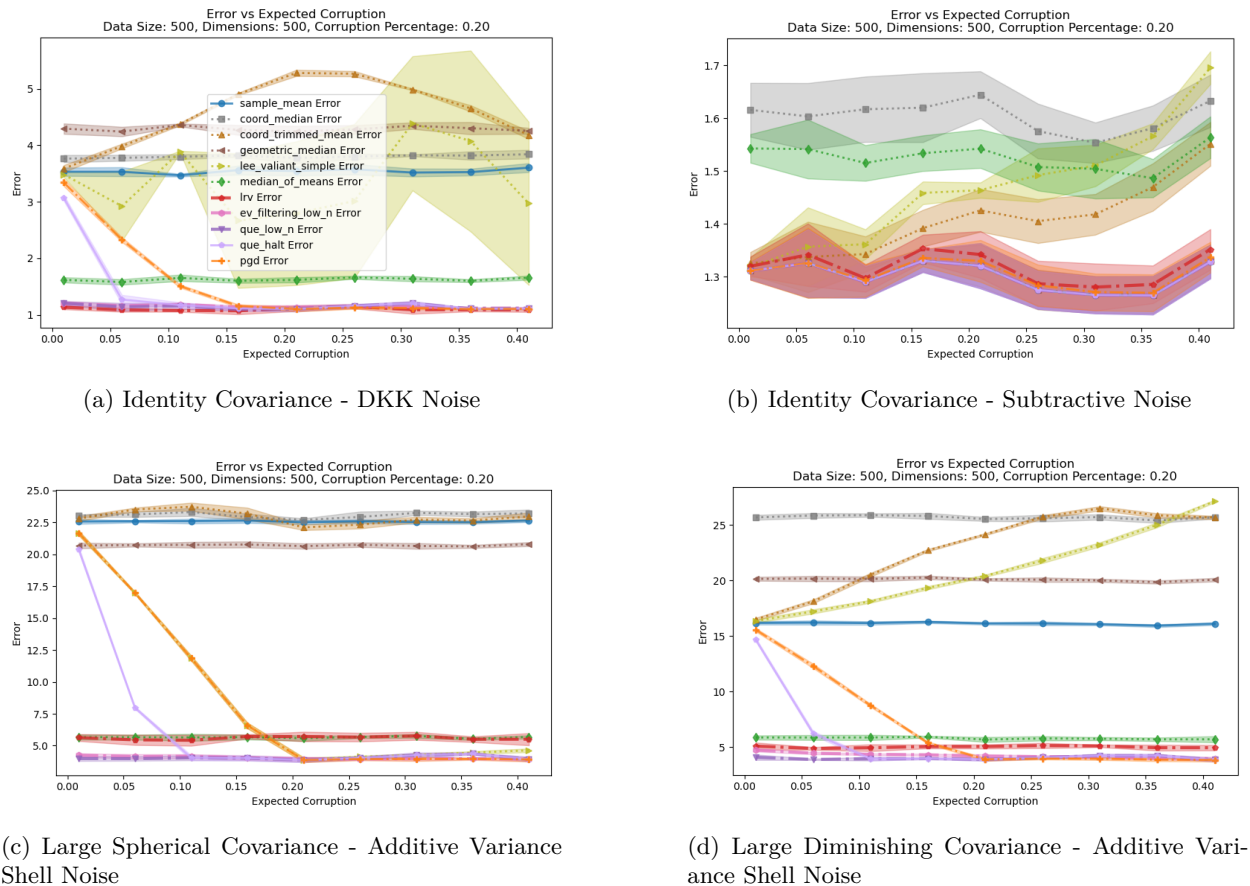 Error vs Expected Corruption
Data Size: 500, Dimensions: 500, Corruption Percentage: 0.20
Error
5
4
3
2
1
sample_mean Error
coord_median Error
coord_trimmed_mean Error
geometric_median Error
lee_valiant_simple Error
median_of_means Error
lrv Error
ev_filtering_low_n Error
que_low_n Error
que_halt Error
pgd Error
0.00 0.05 0.10 0.15 0.20 0.25 0.30 0.35 0.40
Expected Corruption
(a) Identity Covariance - DKK Noise
Error vs Expected Corruption
Data Size: 500, Dimensions: 500, Corruption Percentage: 0.20
Error
1.7
1.6
1.5
1.4
1.3
0.00 0.05 0.10 0.15 0.20 0.25 0.30 0.35 0.40
Expected Corruption
(b) Identity Covariance - Subtractive Noise
Error vs Expected Corruption
Data Size: 500, Dimensions: 500, Corruption Percentage: 0.20
Error
25.0
22.5
20.0
17.5
15.0
12.5
10.0
7.5
5.0
0.00 0.05 0.10 0.15 0.20 0.25 0.30 0.35 0.40
Expected Corruption
(c) Large Spherical Covariance - Additive Variance
Shell Noise
Error vs Expected Corruption
Data Size: 500, Dimensions: 500, Corruption Percentage: 0.20
Error
25
20
15
10
5
0.00 0.05 0.10 0.15 0.20 0.25 0.30 0.35 0.40
Expected Corruption
(d) Large Diminishing Covariance - Additive Vari-
ance Shell Noise